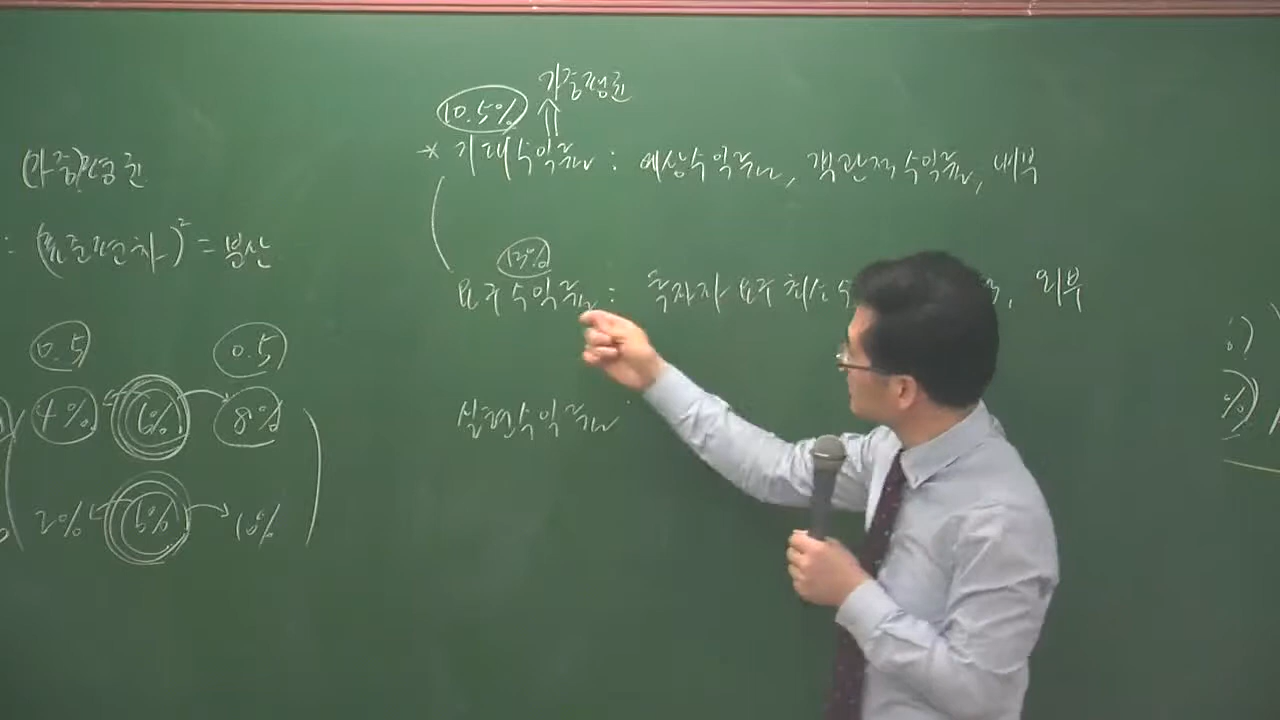 가중평균
10.5%
* 기대수익률 : 예상수익률, 객관적수익률, 내부
(가중)평균
: (표준편차)² = 분산
12%
요구수익률 : 투자자 요구 최소 외부
0.5 0.5
4% 6% 8%
실현수익률
2% 10%